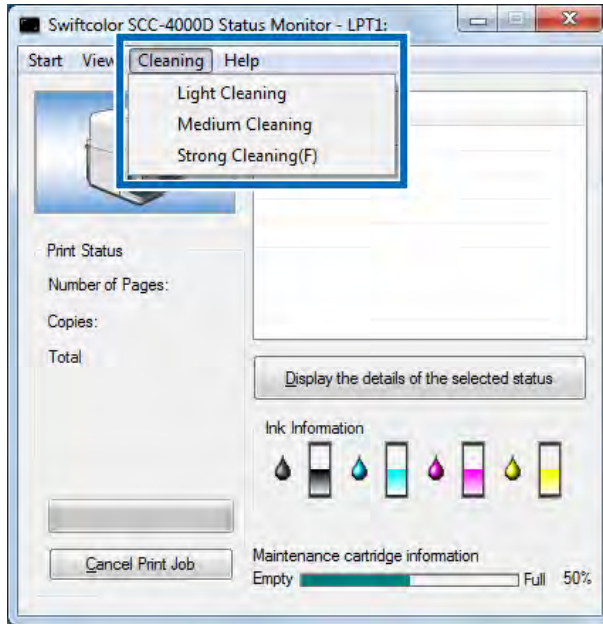 Swiftcolor SCC-4000D Status Monitor - LPT1:
Start View Cleaning Help
Light Cleaning
Medium Cleaning
Strong Cleaning(F)
Print Status
Number of Pages:
Copies:
Total
Display the details of the selected status
Ink Information
Cancel Print Job
Maintenance cartridge information
Empty Full 50%